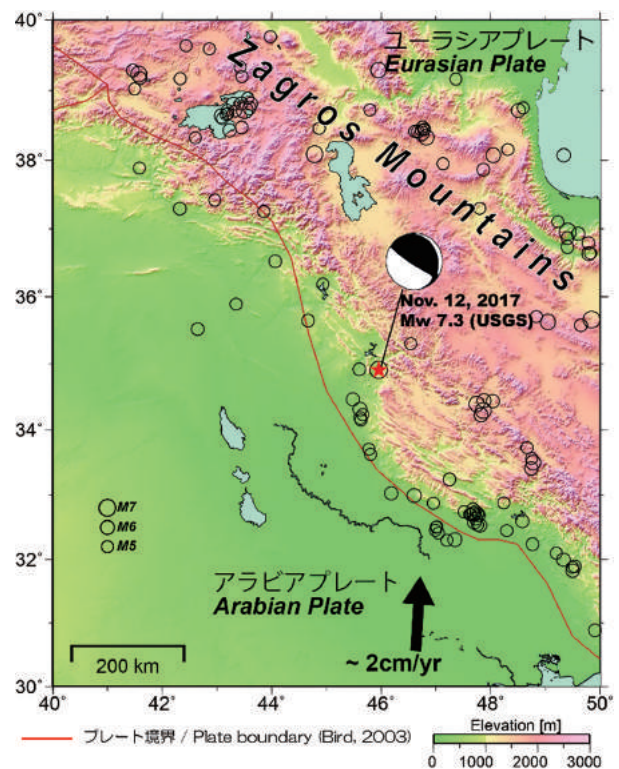 40°
ユーラシアプレート
Eurasian Plate
Zagros Mountains
38°
Nov. 12, 2017
Mw 7.3 (USGS)
36°
34°
M7
M6
M5
32°
アラビアプレート
Arabian Plate
200 km
~ 2cm/yr
30°
40° 42° 44° 46° 48° 50°
プレート境界 / Plate boundary (Bird, 2003)
Elevation [m]
0 1000 2000 3000